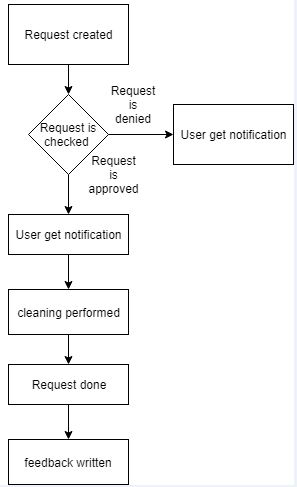 Request created
Request
is
denied
Request is
checked
User get notification
Request
is
approved
User get notification
cleaning performed
Request done
feedback written